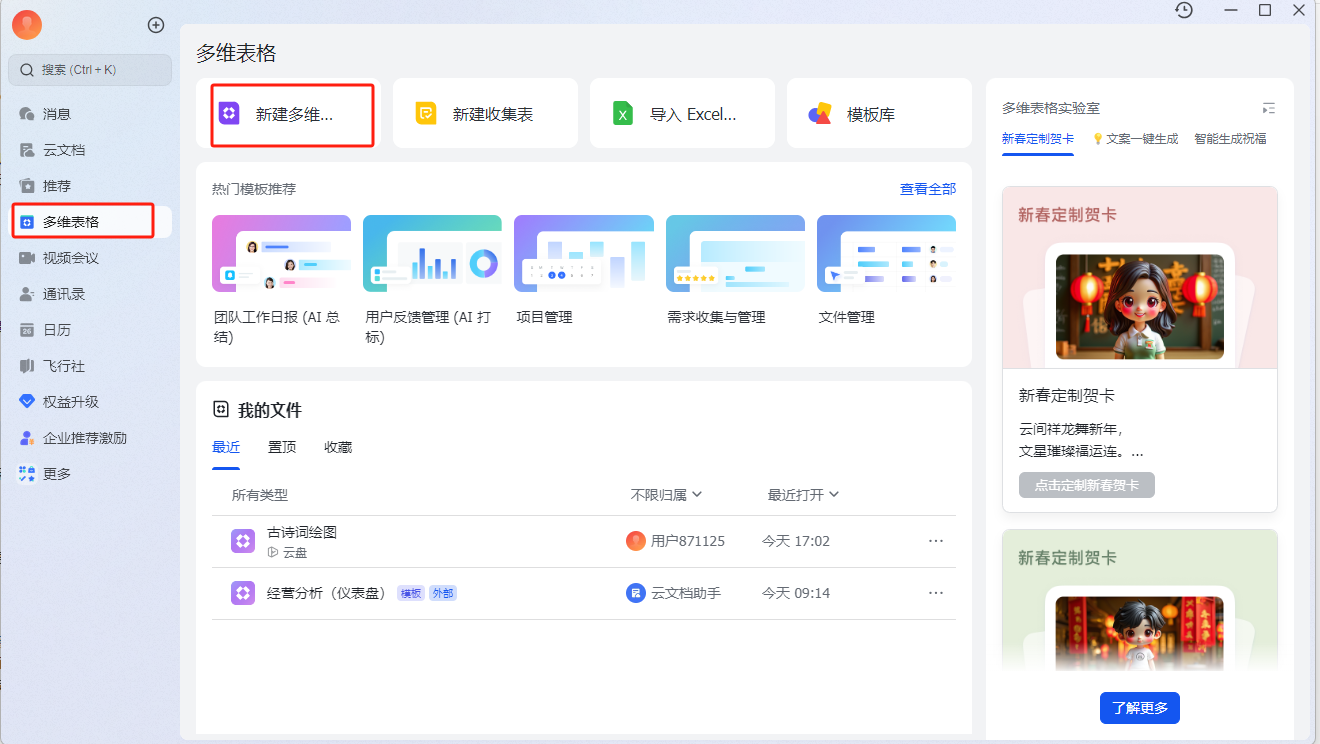 搜索 (Ctrl + K)
消息
云文档
推荐
多维表格
视频会议
通讯录
26
日历
飞行社
权益升级
企业推荐激励
更多
多维表格
新建多维...
新建收集表
X
导入 Excel...
模板库
热门模板推荐
查看全部
团队工作日报 (AI 总
结)
用户反馈管理 (AI 打
标)
项目管理
需求收集与管理
文件管理
我的文件
最近
置顶
收藏
所有类型
不限归属
最近打开
古诗词绘图
云盘
用户871125
今天 17:02
经营分析（仪表盘）
模板
外部
云文档助手
今天 09:14
多维表格实验室
新春定制贺卡
文案一键生成
智能生成祝福
新春定制贺卡
新春定制贺卡
云间祥龙舞新年，
文星璀璨福运连。...
点击定制新春贺卡
新春定制贺卡
了解更多